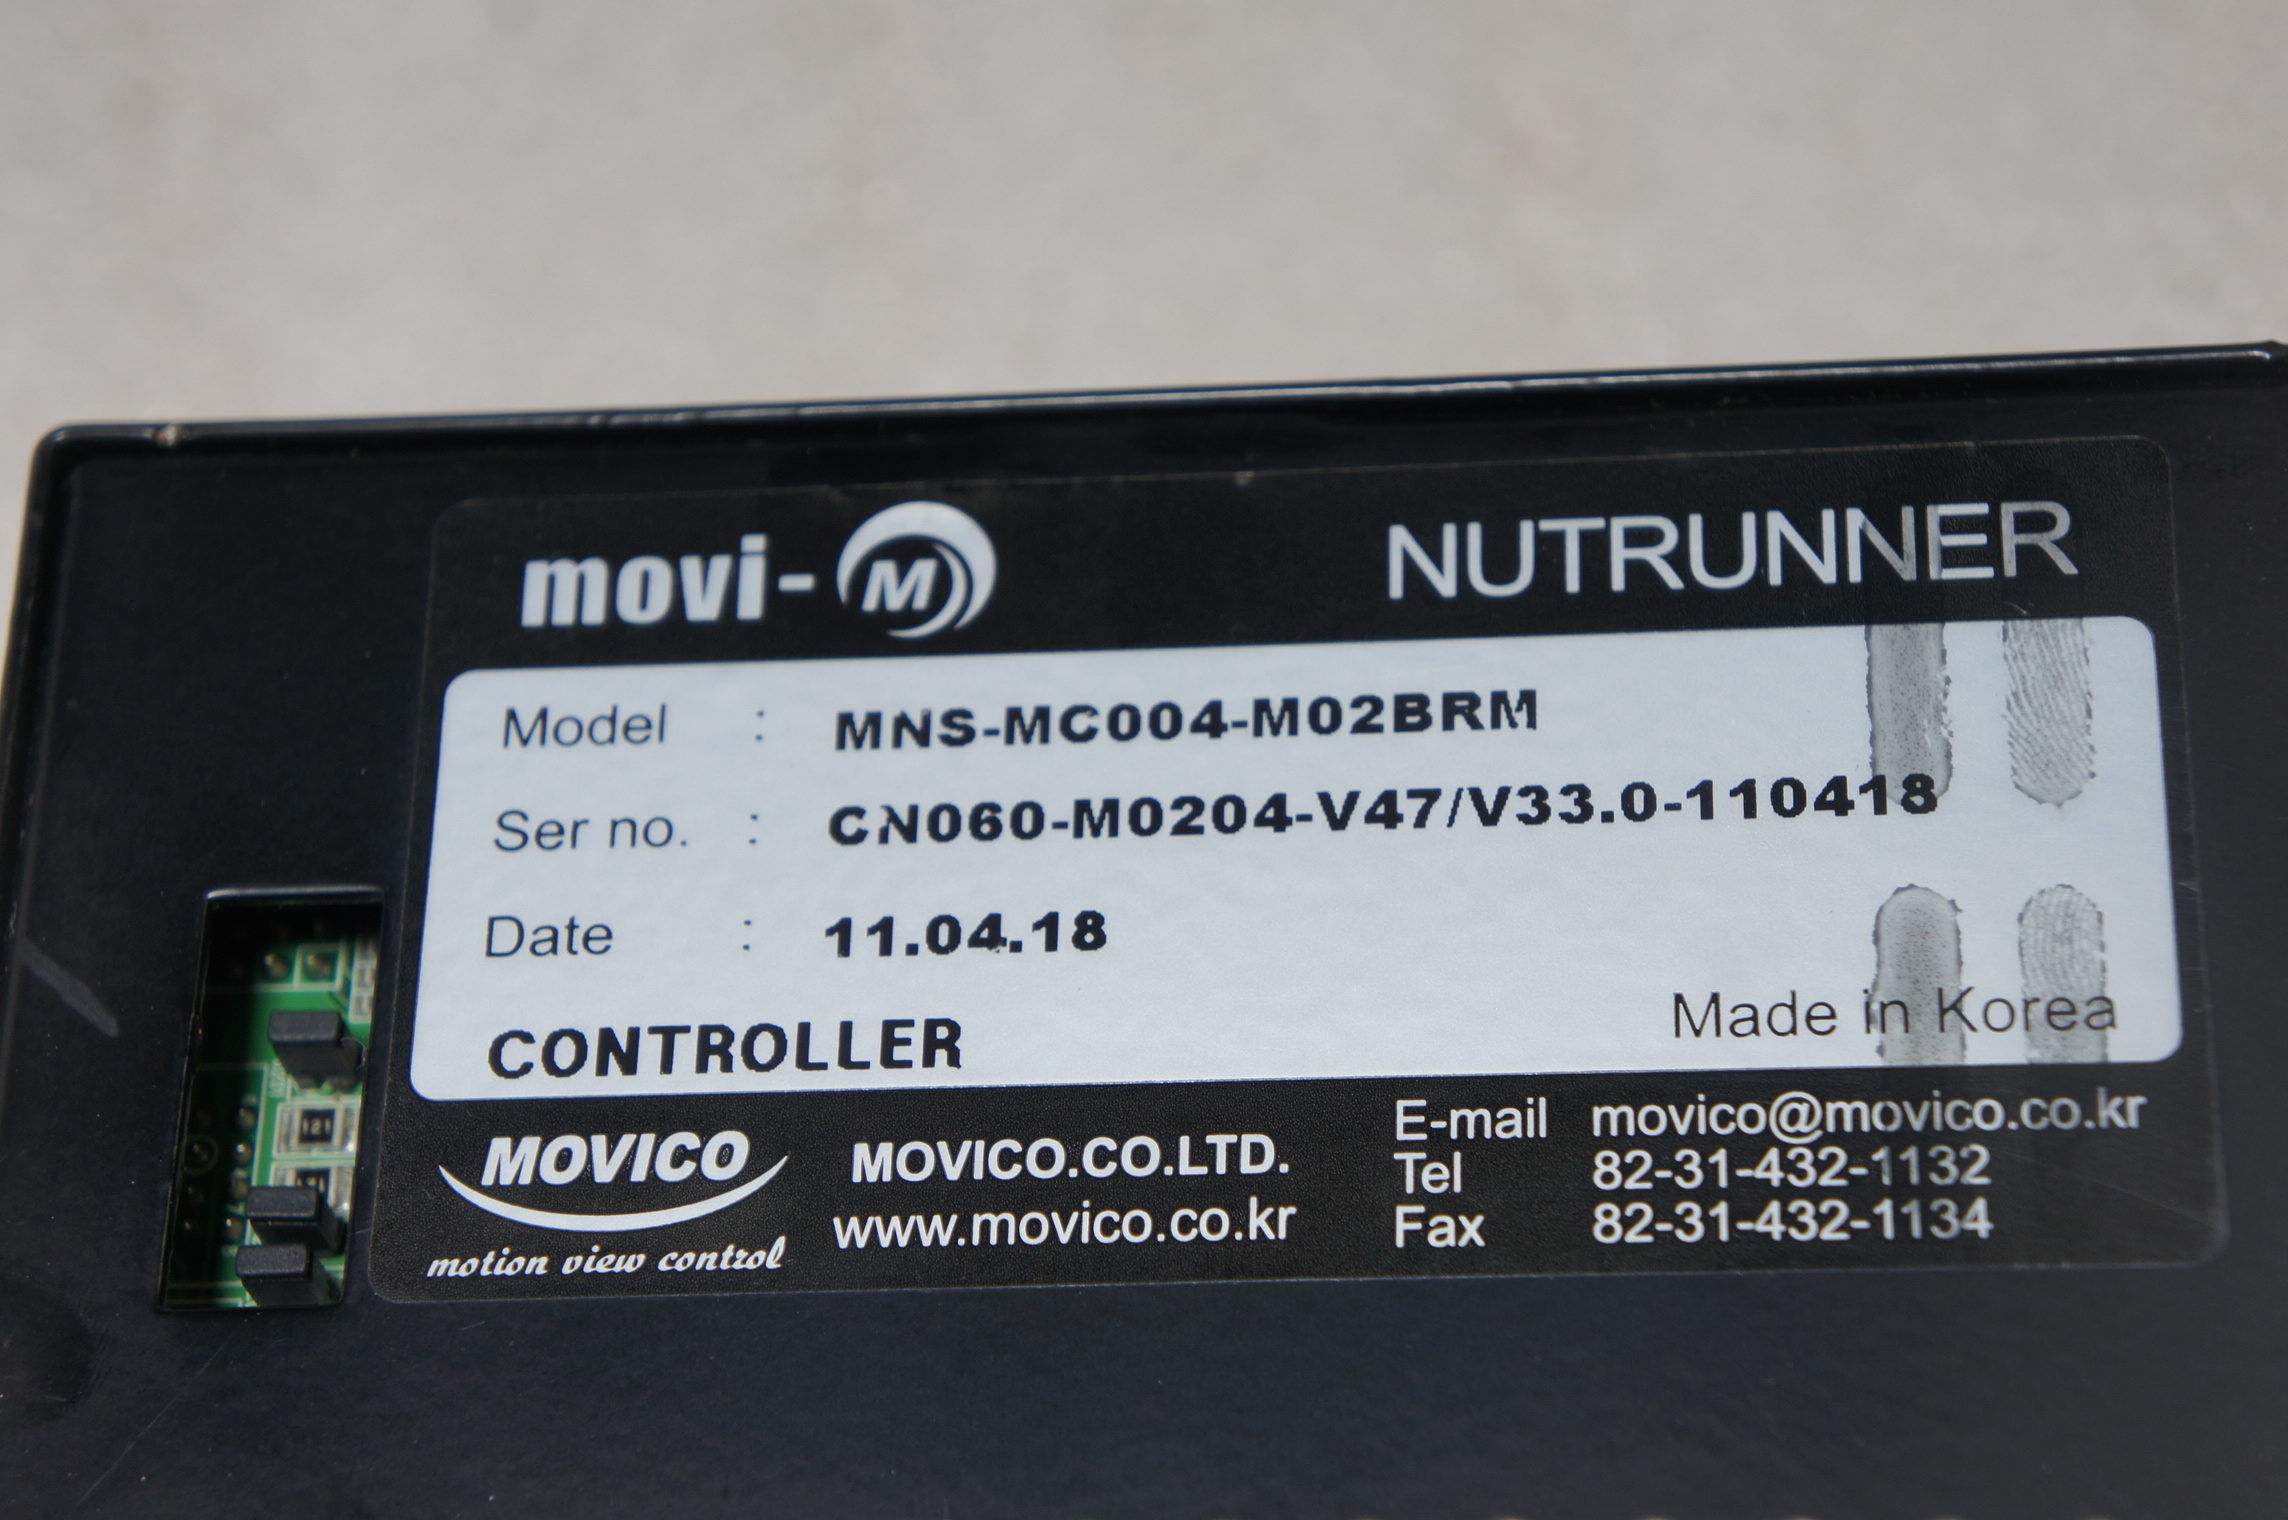 movi-M NUTRUNNER
Model : MNS-MC004-M02BRM
Ser no. : CN060-M0204-V47/V33.0-110418
Date : 11.04.18
CONTROLLER
Made in Korea
MOVICO
motion view control
MOVICO.CO.LTD.
www.movico.co.kr
E-mail movico@movico.co.kr
Tel 82-31-432-1132
Fax 82-31-432-1134
121